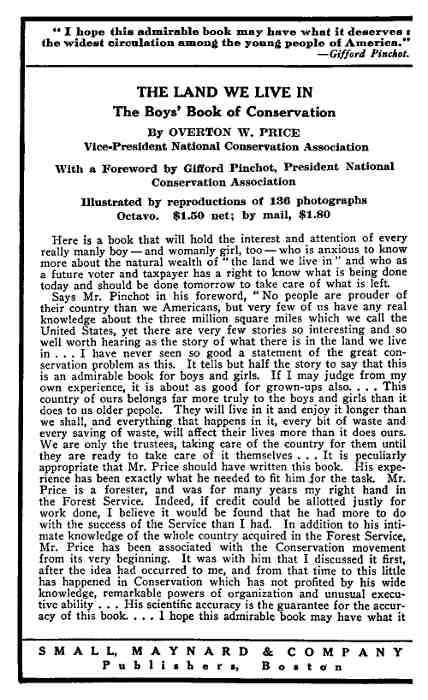 " I hope this admirable book may have what it deserves :
the widest circulation among the young people of America."
—Gifford Pinchot.
THE LAND WE LIVE IN
The Boys' Book of Conservation
By OVERTON W. PRICE
Vice-President National Conservation Association
With a Foreword by Gifford Pinchot, President National
Conservation Association
Illustrated by reproductions of 136 photographs
Octavo. $1.50 net; by mail, $1.80
Here is a book that will hold the interest and attention of every
really manly boy — and womanly girl, too — who is anxious to know
more about the natural wealth of " the land we live in " and who as
a future voter and taxpayer has a right to know what is being done
today and should be done tomorrow to take care of what is left.
Says Mr. Pinchot in his foreword, " No people are prouder of
their country than we Americans, but very few of us have any real
knowledge about the three million square miles which we call the
United States, yet there are very few stories so interesting and so
well worth hearing as the story of what there is in the land we live
in . . . I have never seen so good a statement of the great con-
servation problem as this. It tells but half the story to say that this
is an admirable book for boys and girls. If I may judge from my
own experience, it is about as good for grown-ups also. . . . This
country of ours belongs far more truly to the boys and girls than it
does to us older pepole. They will live in it and enjoy it longer than
we shall, and everything that happens in it, every bit of waste and
every saving of waste, will affect their lives more than it does ours.
We are only the trustees, taking care of the country for them until
they are ready to take care of it themselves . . . It is peculiarly
appropriate that Mr. Price should have written this book. His expe-
rience has been exactly what he needed to fit him for the task. Mr.
Price is a forester, and was for many years my right hand in
the Forest Service. Indeed, if credit could be allotted justly for
work done, I believe it would be found that he had more to do
with the success of the Service than I had. In addition to his inti-
mate knowledge of the whole country acquired in the Forest Service,
Mr. Price has been associated with the Conservation movement
from its very beginning. It was with him that I discussed it first,
after the idea had occurred to me, and from that time to this little
has happened in Conservation which has not profited by his wide
knowledge, remarkable powers of organization and unusual execu-
tive ability . . . His scientific accuracy is the guarantee for the accur-
acy of this book. . . . I hope this admirable book may have what it
SMALL, MAYNARD & COMPANY
Publishers, Boston